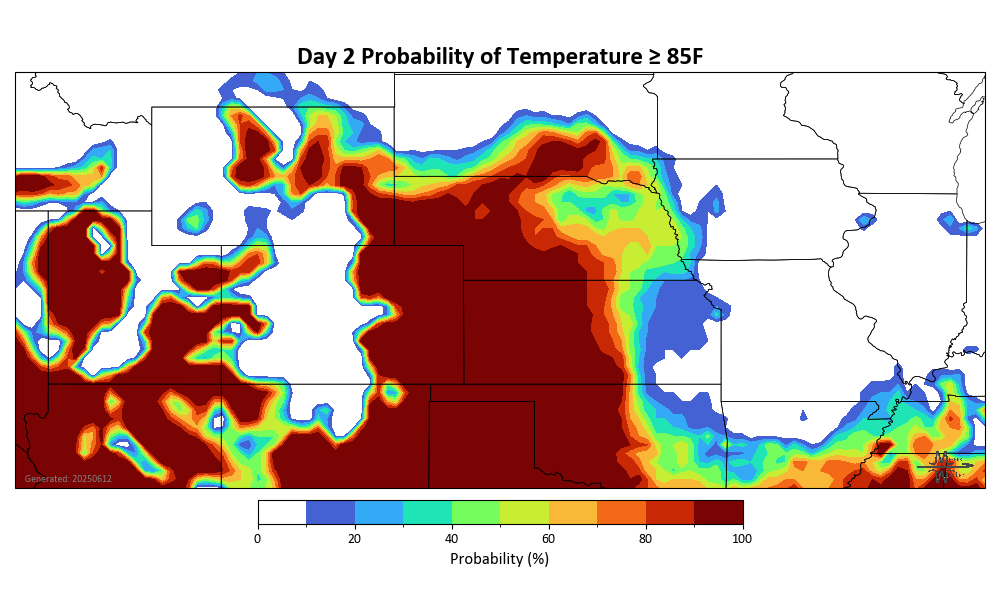 Day 2 Probability of Temperature ≥ 85F
Generated: 20250612
0 20 40 60 80 100
Probability (%)